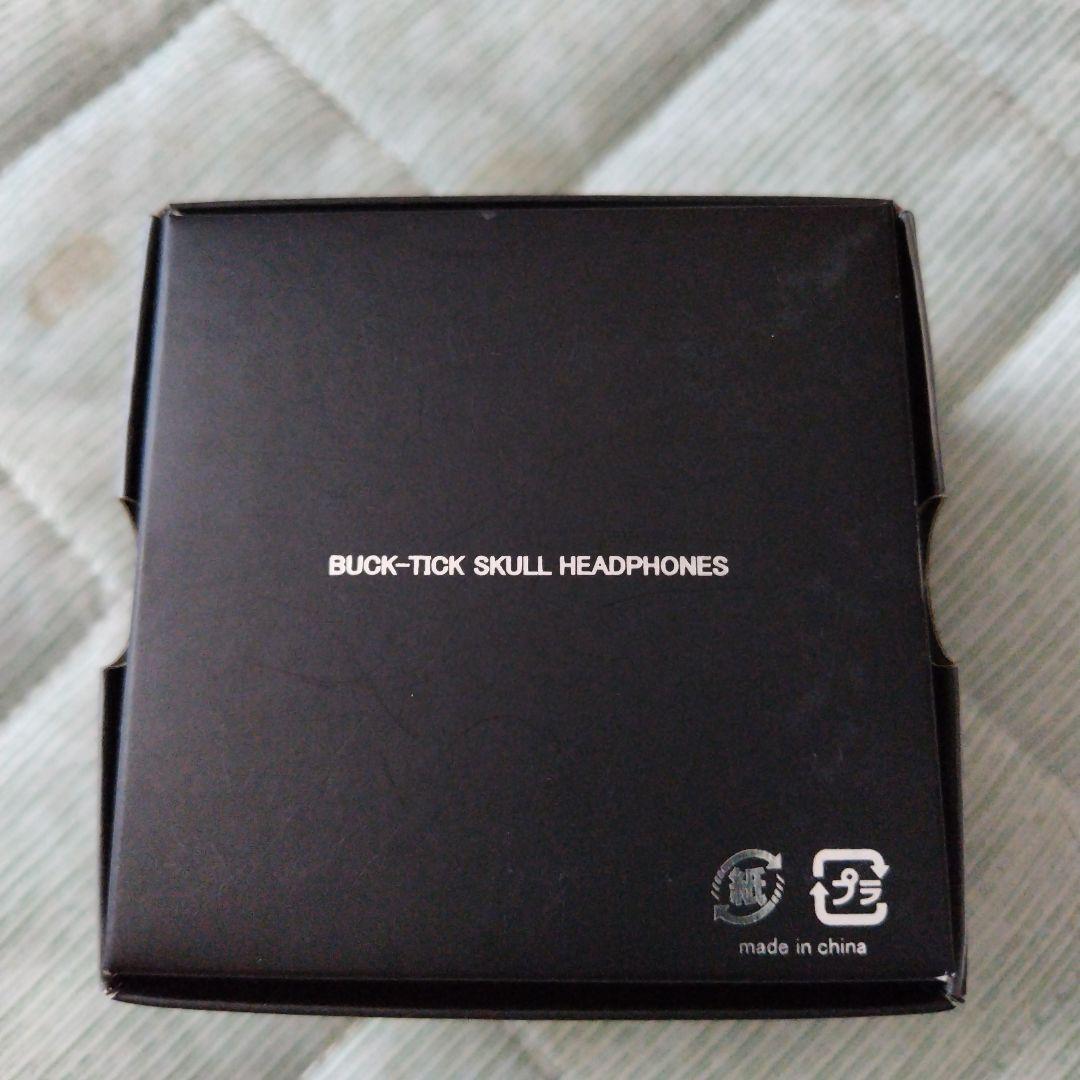 BUCK-TICK SKULL HEADPHONES
紙 プラ
made in china